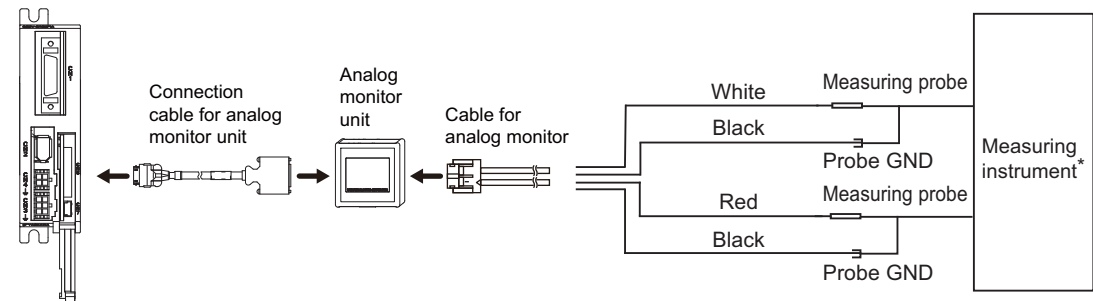 Connection
cable for analog
monitor unit
Analog
monitor
unit
Cable for
analog monitor
White
Measuring probe
Black
Probe GND
Measuring probe
Red
Black
Probe GND
Measuring
instrument*